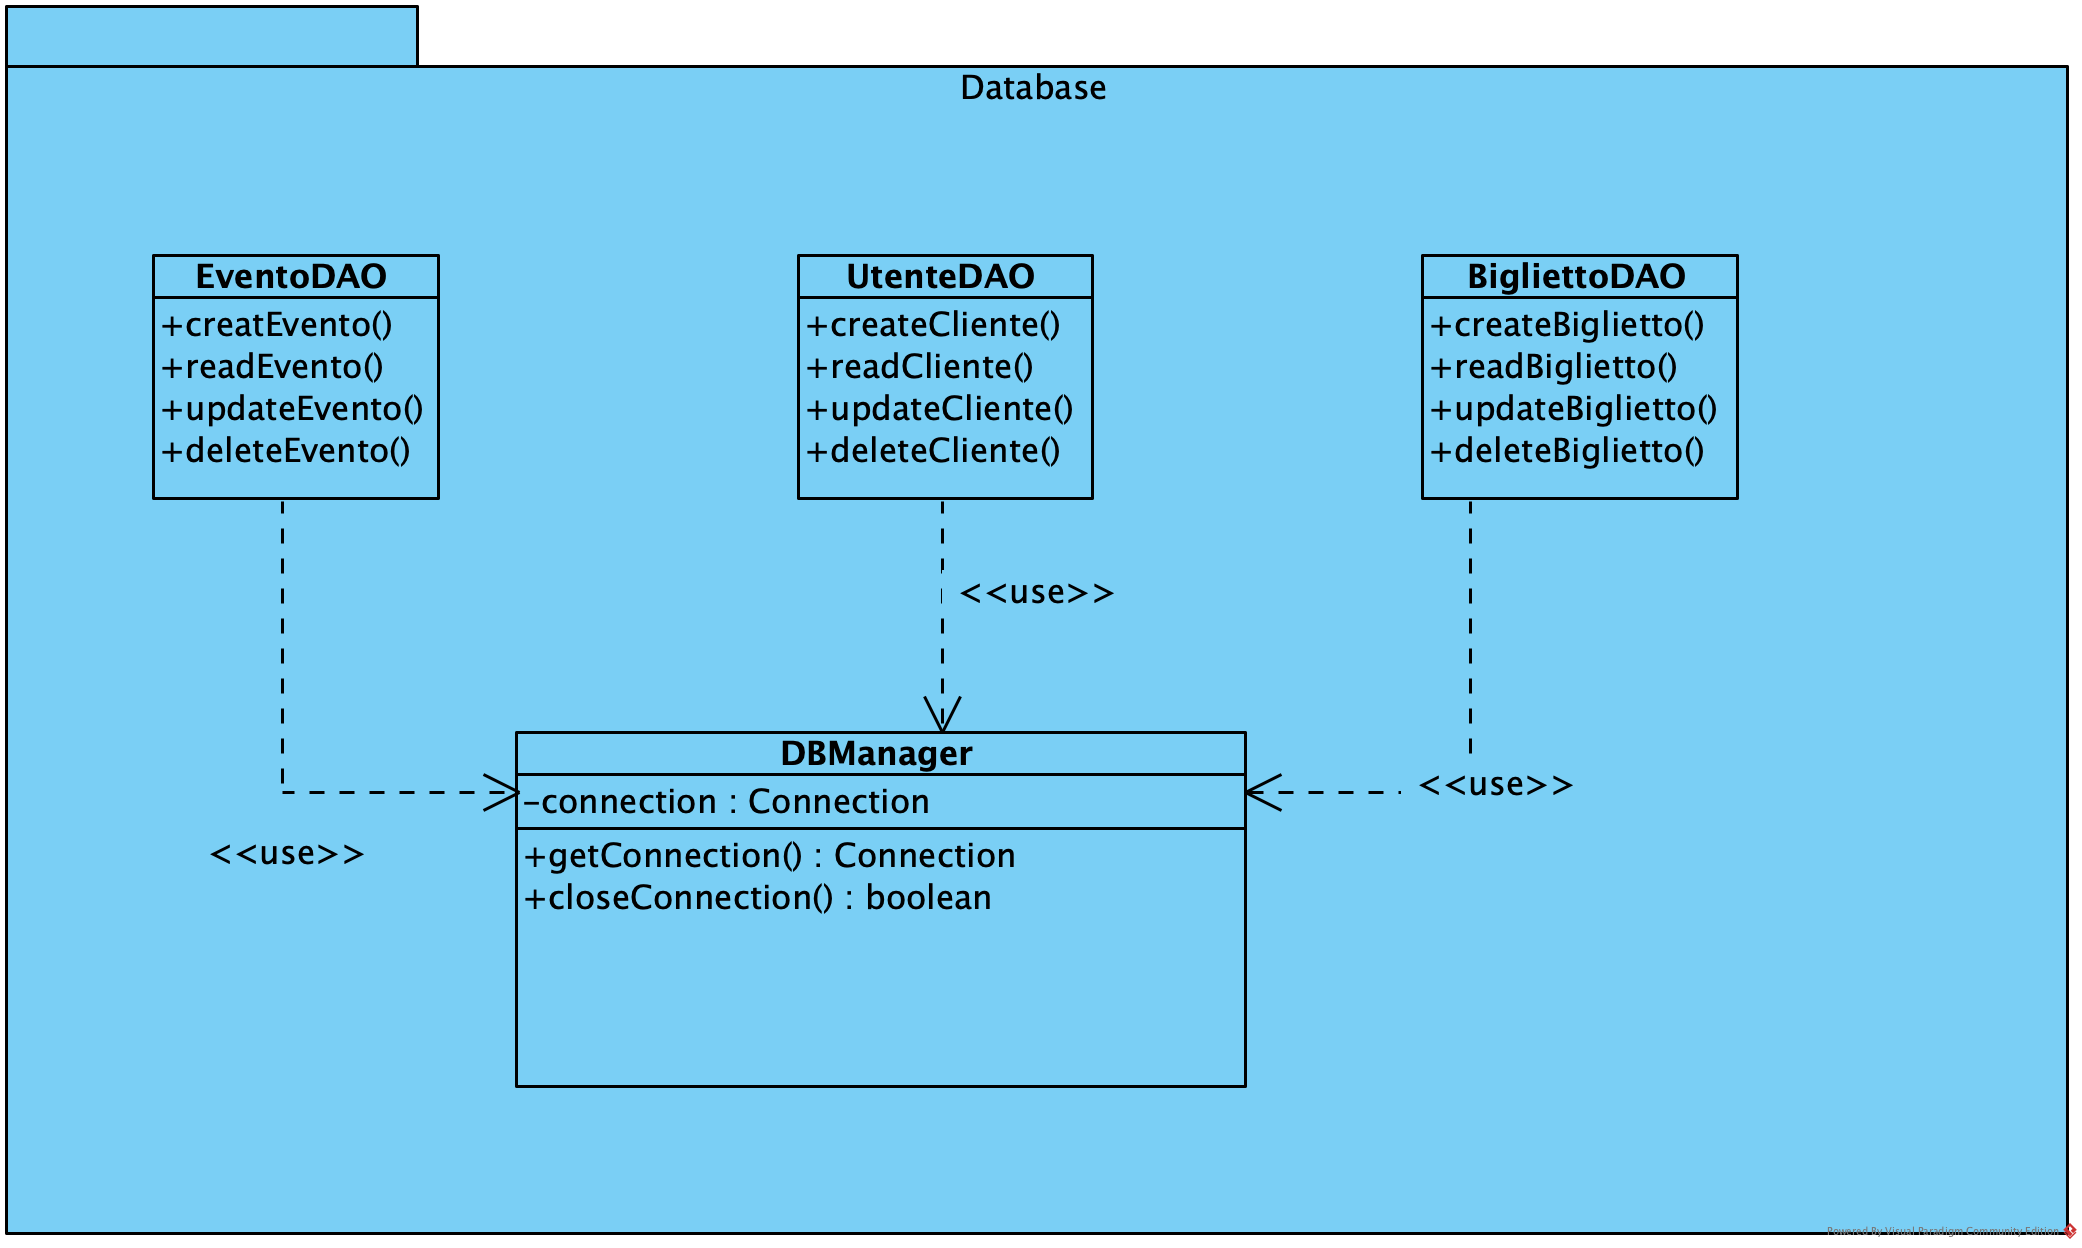 Database
EventoDAO
+creatEvento()
+readEvento()
+updateEvento()
+deleteEvento()
UtenteDAO
+createCliente()
+readCliente()
+updateCliente()
+deleteCliente()
BigliettoDAO
+createBiglietto()
+readBiglietto()
+updateBiglietto()
+deleteBiglietto()
<<use>>
<<use>>
<<use>>
DBManager
-connection : Connection
+getConnection() : Connection
+closeConnection() : boolean
Powered By Visual Paradigm Community Edition